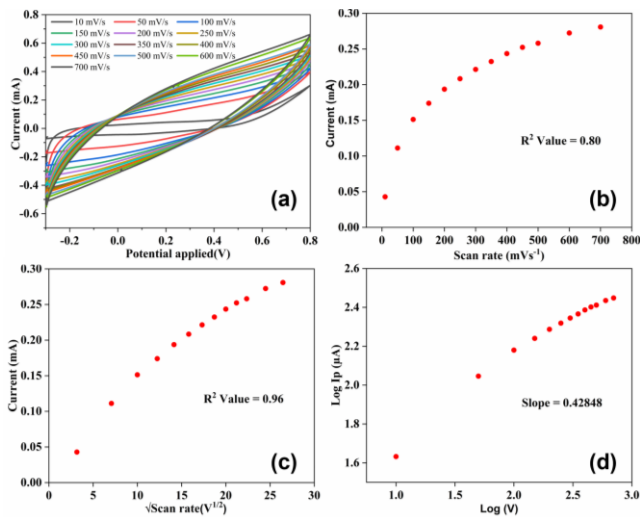 10 mV/s 50 mV/s 100 mV/s
150 mV/s 200 mV/s 250 mV/s
300 mV/s 350 mV/s 400 mV/s
450 mV/s 500 mV/s 600 mV/s
700 mV/s
0.6
0.4
0.2
0.0
-0.2
-0.4
-0.6
Current (mA)
(a)
-0.2 0.0 0.2 0.4 0.6 0.8
Potential applied(V)
0.30
0.25
0.20
0.15
0.10
0.05
0.00
Current (mA)
R² Value = 0.80
(b)
0 100 200 300 400 500 600 700 800
Scan rate (mVs⁻¹)
0.30
0.25
0.20
0.15
0.10
0.05
0.00
Current (mA)
R² Value = 0.96
(c)
0 5 10 15 20 25 30
√Scan rate(V¹ᐟ²)
2.6
2.4
2.2
2.0
1.8
1.6
Log Ip (µA)
Slope = 0.42848
(d)
1.0 1.5 2.0 2.5 3.0
Log (V)